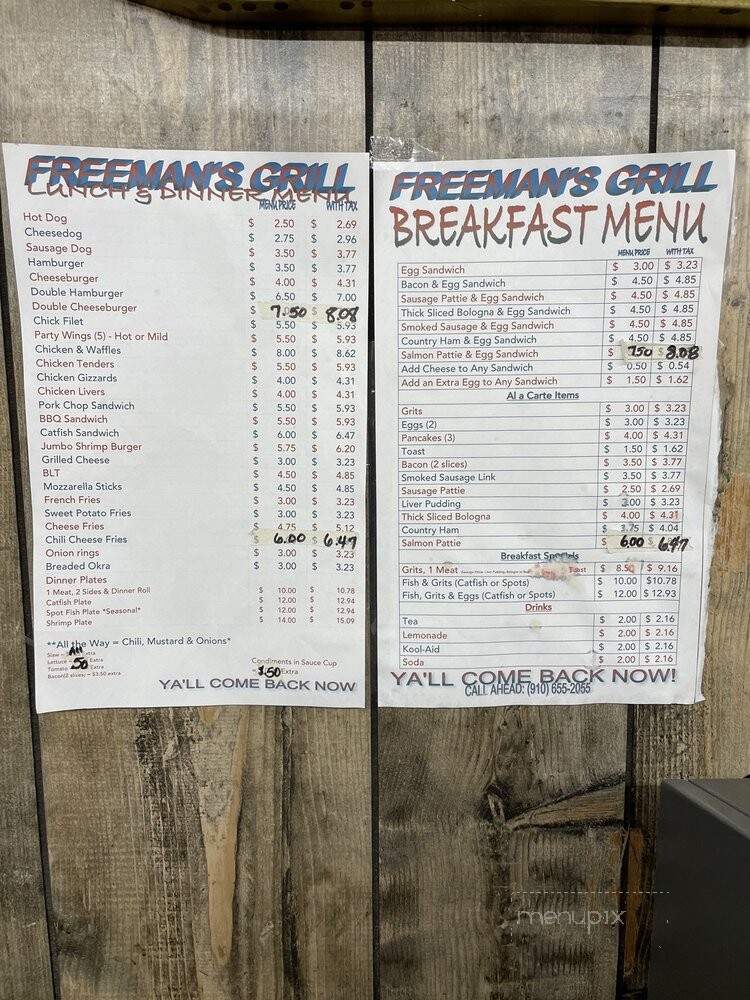 FREEMAN'S GRILL
LUNCH & DINNER MENU
MENU PRICE WITH TAX
Hot Dog $ 2.50 $ 2.69
Cheesedog $ 2.75 $ 2.96
Sausage Dog $ 3.50 $ 3.77
Hamburger $ 3.50 $ 3.77
Cheeseburger $ 4.00 $ 4.31
Double Hamburger $ 6.50 $ 7.00
Double Cheeseburger $ 7.50 $ 8.08
Chick Filet $ 5.50 $ 5.93
Party Wings (5) - Hot or Mild $ 5.50 $ 5.93
Chicken & Waffles $ 8.00 $ 8.62
Chicken Tenders $ 5.50 $ 5.93
Chicken Gizzards $ 4.00 $ 4.31
Chicken Livers $ 4.00 $ 4.31
Pork Chop Sandwich $ 5.50 $ 5.93
BBQ Sandwich $ 5.50 $ 5.93
Catfish Sandwich $ 6.00 $ 6.47
Jumbo Shrimp Burger $ 5.75 $ 6.20
Grilled Cheese $ 3.00 $ 3.23
BLT $ 4.50 $ 4.85
Mozzarella Sticks $ 4.50 $ 4.85
French Fries $ 3.00 $ 3.23
Sweet Potato Fries $ 3.00 $ 3.23
Cheese Fries $ 4.75 $ 5.12
Chili Cheese Fries $ 6.00 $ 6.47
Onion rings $ 3.00 $ 3.23
Breaded Okra $ 3.00 $ 3.23
Dinner Plates
1 Meat, 2 Sides & Dinner Roll $ 10.00 $ 10.78
Catfish Plate $ 12.00 $ 12.94
Spot Fish Plate *Seasonal* $ 12.00 $ 12.94
Shrimp Plate $ 14.00 $ 15.09
**All the Way = Chili, Mustard & Onions*
Slaw = All Extra
Lettuce Extra
Tomato .50 Extra
Bacon(2 slices) = $3.50 extra
Condiments in Sauce Cup
1.50 Extra
YA'LL COME BACK NOW
FREEMAN'S GRILL
BREAKFAST MENU
MENU PRICE WITH TAX
Egg Sandwich $ 3.00 $ 3.23
Bacon & Egg Sandwich $ 4.50 $ 4.85
Sausage Pattie & Egg Sandwich $ 4.50 $ 4.85
Thick Sliced Bologna & Egg Sandwich $ 4.50 $ 4.85
Smoked Sausage & Egg Sandwich $ 4.50 $ 4.85
Country Ham & Egg Sandwich $ 4.50 $ 4.85
Salmon Pattie & Egg Sandwich $ 7.50 $ 8.08
Add Cheese to Any Sandwich $ 0.50 $ 0.54
Add an Extra Egg to Any Sandwich $ 1.50 $ 1.62
Al a Carte Items
Grits $ 3.00 $ 3.23
Eggs (2) $ 3.00 $ 3.23
Pancakes (3) $ 4.00 $ 4.31
Toast $ 1.50 $ 1.62
Bacon (2 slices) $ 3.50 $ 3.77
Smoked Sausage Link $ 3.50 $ 3.77
Sausage Pattie $ 2.50 $ 2.69
Liver Pudding $ 3.00 $ 3.23
Thick Sliced Bologna $ 4.00 $ 4.31
Country Ham $ 3.75 $ 4.04
Salmon Pattie $ 6.00 $ 6.47
Breakfast Specials
Grits, 1 Meat Toast $ 8.50 $ 9.16
Fish & Grits (Catfish or Spots) $ 10.00 $10.78
Fish, Grits & Eggs (Catfish or Spots) $ 12.00 $12.93
Drinks
Tea $ 2.00 $ 2.16
Lemonade $ 2.00 $ 2.16
Kool-Aid $ 2.00 $ 2.16
Soda $ 2.00 $ 2.16
YA'LL COME BACK NOW!
CALL AHEAD: (910) 655-2055
menupix